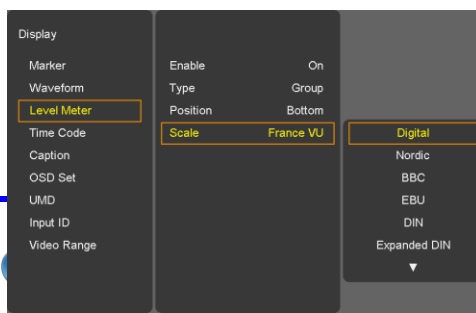 Display
Marker
Waveform
Level Meter
Time Code
Caption
OSD Set
UMD
Input ID
Video Range
Enable On
Type Group
Position Bottom
Scale France VU
Digital
Nordic
BBC
EBU
DIN
Expanded DIN
▼